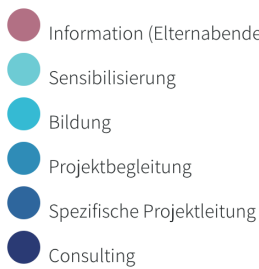 Information (Elternabende
Sensibilisierung
Bildung
Projektbegleitung
Spezifische Projektleitung
Consulting